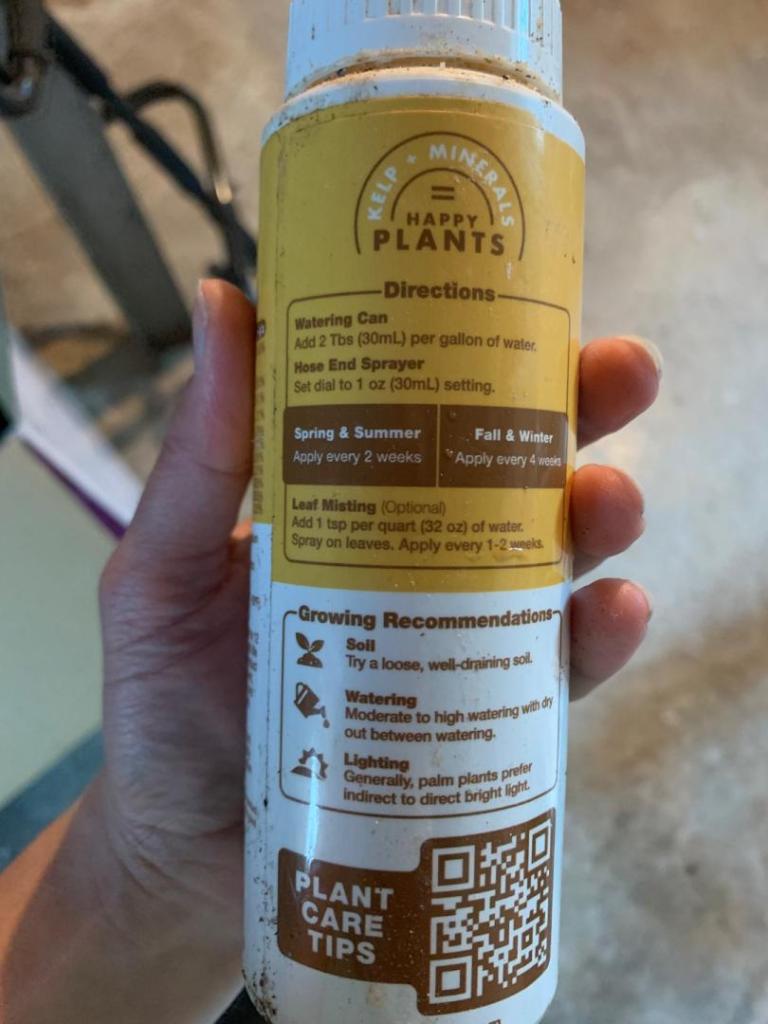 KELP + MINERALS
=
HAPPY
PLANTS
Directions
Watering Can
Add 2 Tbs (30mL) per gallon of water.
Hose End Sprayer
Set dial to 1 oz (30mL) setting.
Spring & Summer
Apply every 2 weeks
Fall & Winter
Apply every 4 weeks
Leaf Misting (Optional)
Add 1 tsp per quart (32 oz) of water.
Spray on leaves. Apply every 1-2 weeks.
Growing Recommendations
Soil
Try a loose, well-draining soil.
Watering
Moderate to high watering with dry
out between watering.
Lighting
Generally, palm plants prefer
indirect to direct bright light.
PLANT
CARE
TIPS